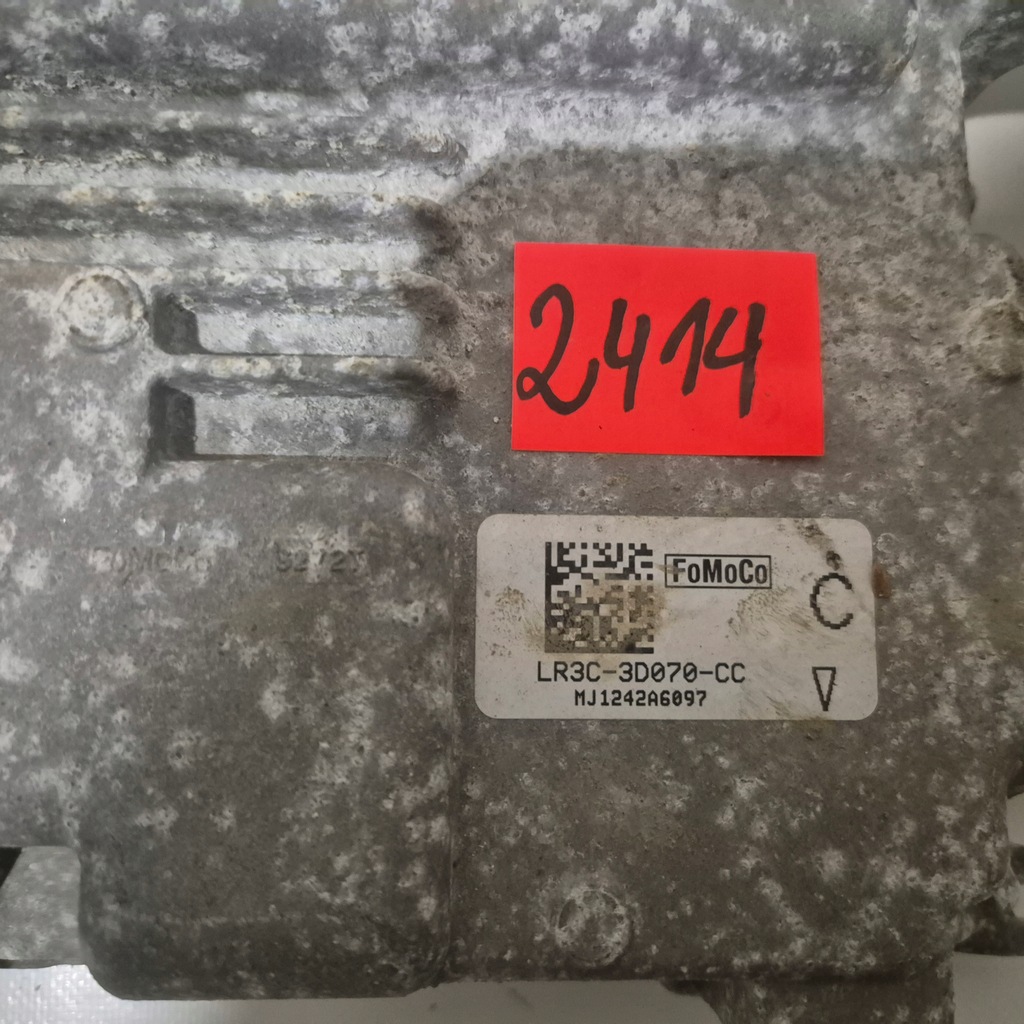 2414
FoMoCo
C
LR3C-3D070-CC
MJ1242A6097